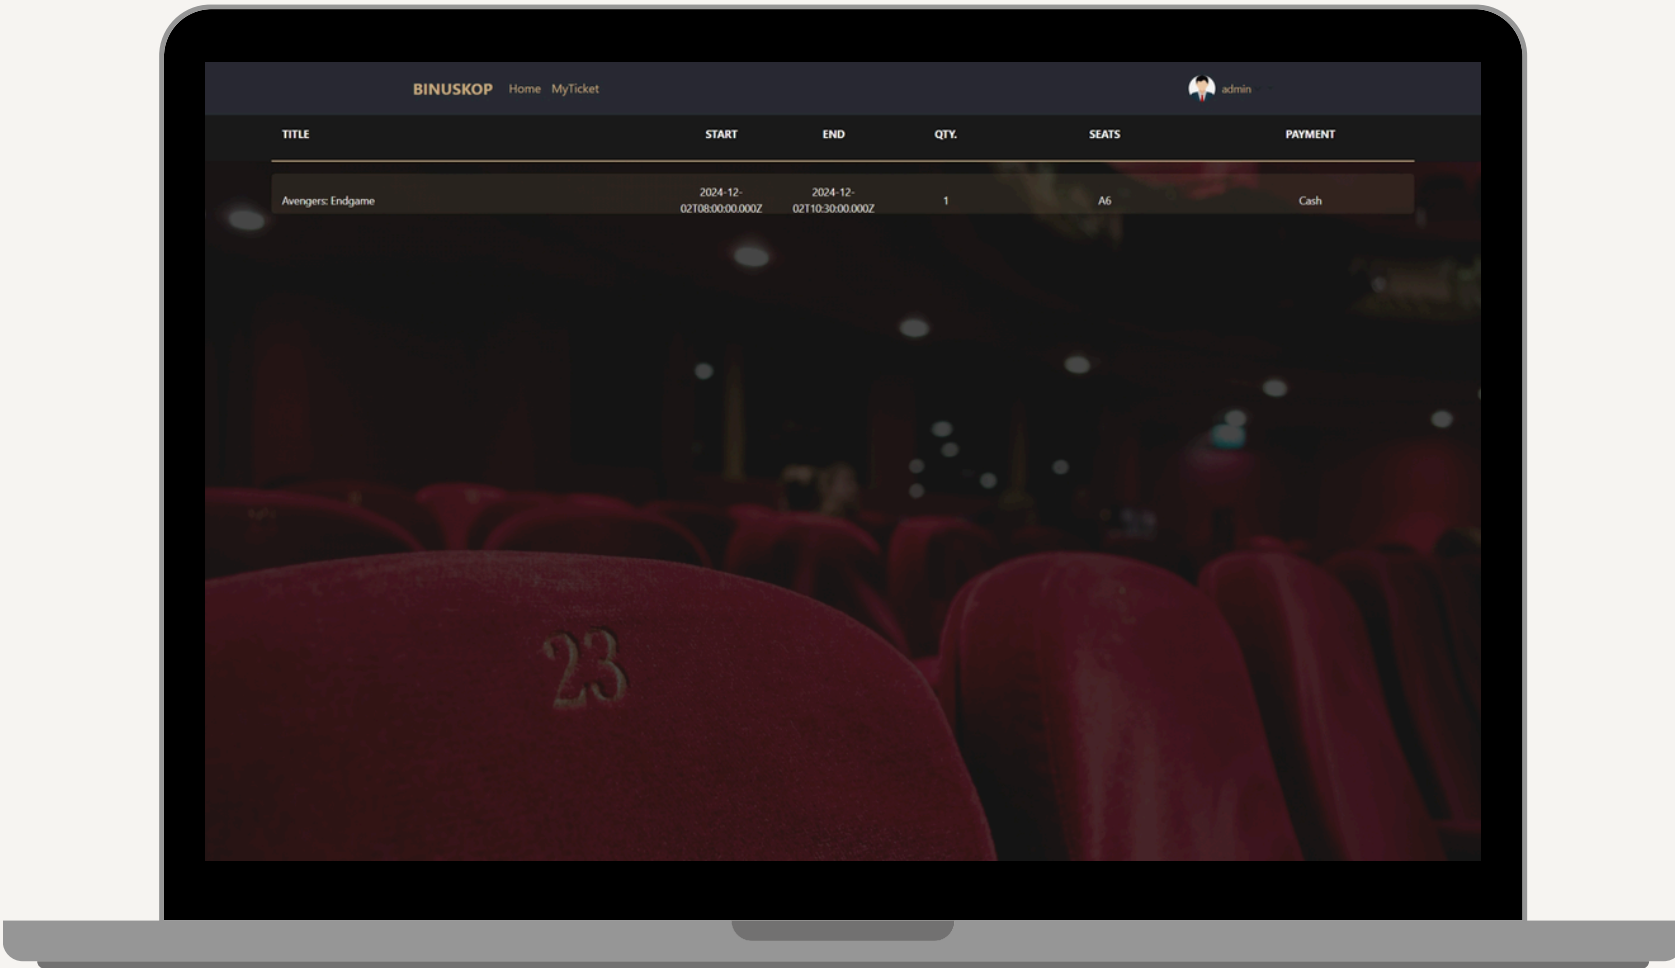 BINUSKOP Home MyTicket admin
TITLE START END QTY. SEATS PAYMENT
Avengers: Endgame 2024-12-02T08:00:00.000Z 2024-12-02T10:30:00.000Z 1 A6 Cash
23